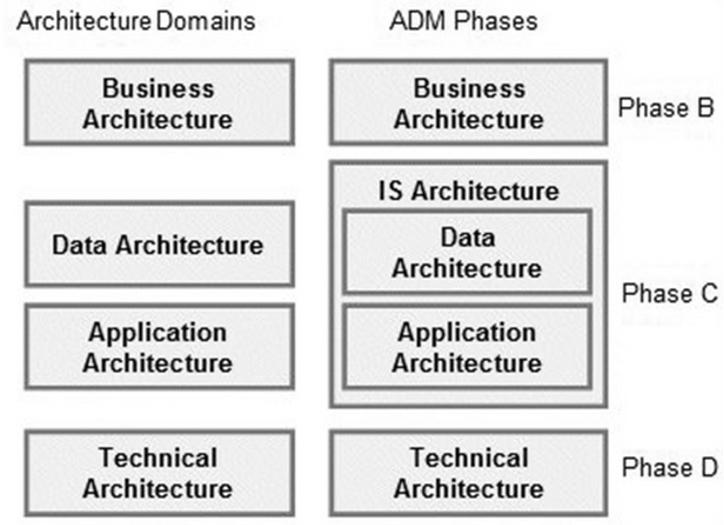 Architecture Domains
ADM Phases
Business
Architecture
Business
Architecture
Phase B
Data Architecture
IS Architecture
Data
Architecture
Phase C
Application
Architecture
Application
Architecture
Technical
Architecture
Technical
Architecture
Phase D